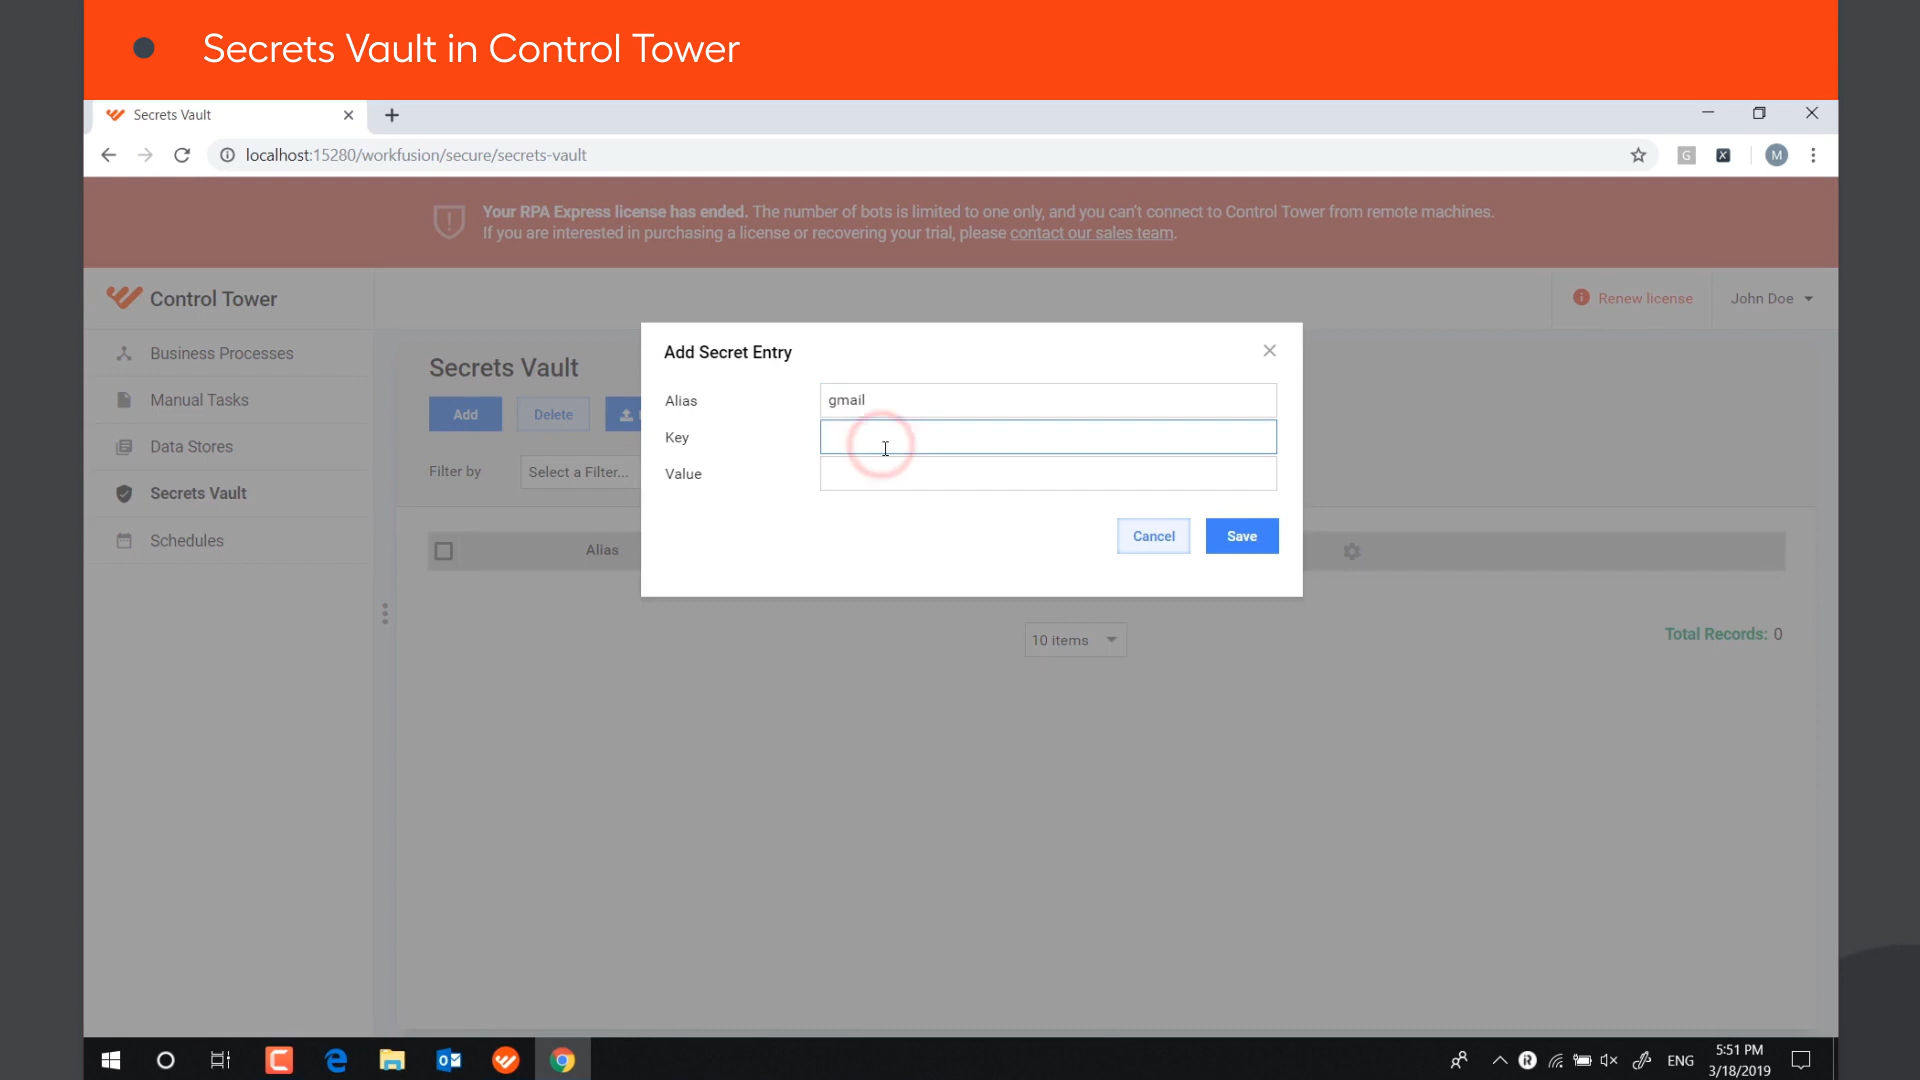 Secrets Vault in Control Tower
Secrets Vault
localhost:15280/workfusion/secure/secrets-vault
G
X
M
Your RPA Express license has ended. The number of bots is limited to one only, and you can't connect to Control Tower from remote machines.
If you are interested in purchasing a license or recovering your trial, please contact our sales team.
Control Tower
Renew license
John Doe
Business Processes
Manual Tasks
Data Stores
Secrets Vault
Schedules
Secrets Vault
Add
Delete
Filter by
Select a Filter...
Alias
Add Secret Entry
Alias
gmail
Key
Value
Cancel
Save
10 items
Total Records: 0
ENG
5:51 PM
3/18/2019